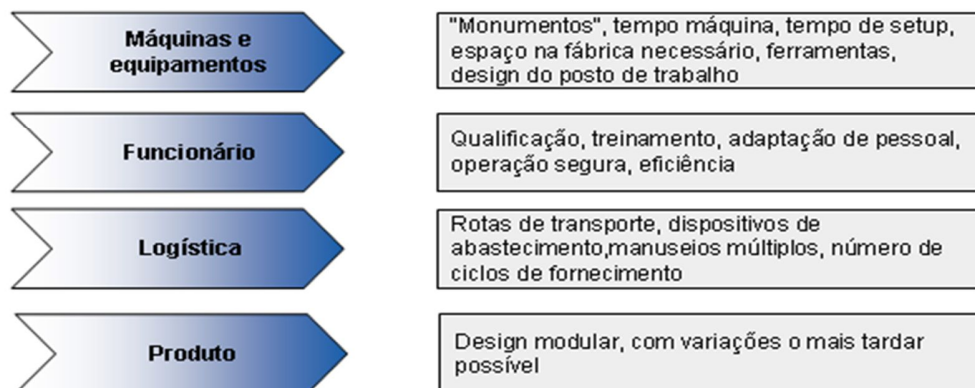 Máquinas e
equipamentos
"Monumentos", tempo máquina, tempo de setup,
espaço na fábrica necessário, ferramentas,
design do posto de trabalho
Funcionário
Qualificação, treinamento, adaptação de pessoal,
operação segura, eficiência
Logística
Rotas de transporte, dispositivos de
abastecimento,manuseios múltiplos, número de
ciclos de fornecimento
Produto
Design modular, com variações o mais tardar
possível